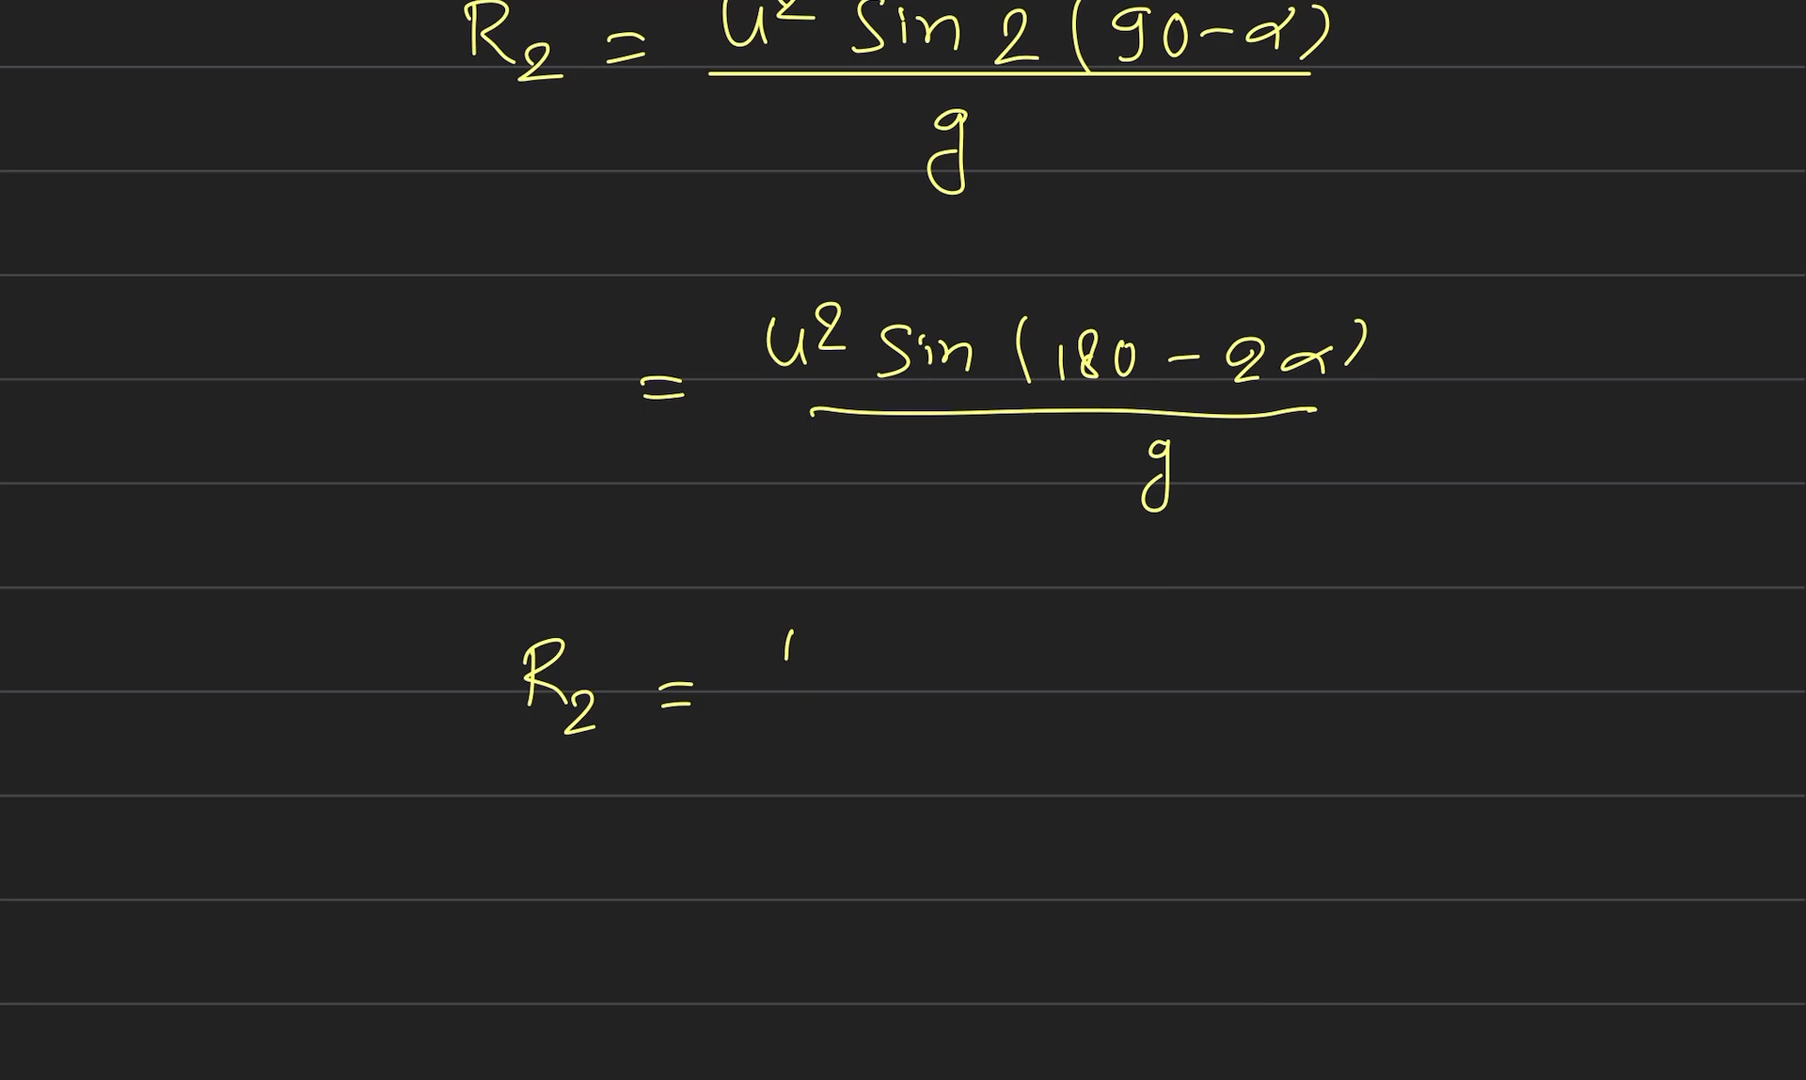 R₂ = u² sin 2 (90-α)
g
= u² sin (180 - 2α)
g
R₂ =